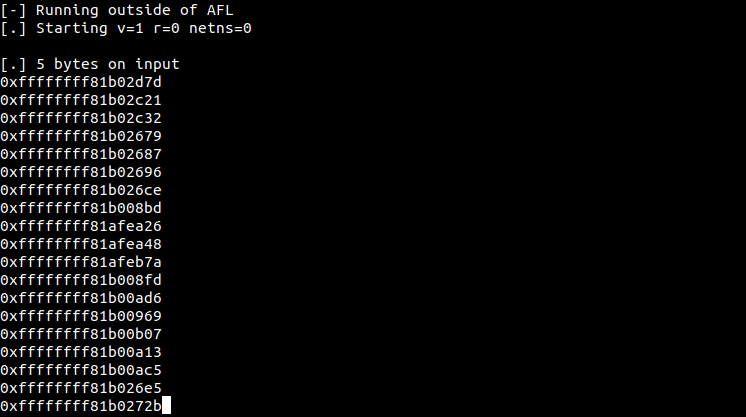 [-] Running outside of AFL
[.] Starting v=1 r=0 netns=0
[.] 5 bytes on input
0xffffffff81b02d7d
0xffffffff81b02c21
0xffffffff81b02c32
0xffffffff81b02679
0xffffffff81b02687
0xffffffff81b02696
0xffffffff81b026ce
0xffffffff81b008bd
0xffffffff81afea26
0xffffffff81afea48
0xffffffff81afeb7a
0xffffffff81b008fd
0xffffffff81b00ad6
0xffffffff81b00969
0xffffffff81b00b07
0xffffffff81b00a13
0xffffffff81b00ac5
0xffffffff81b026e5
0xffffffff81b0272b